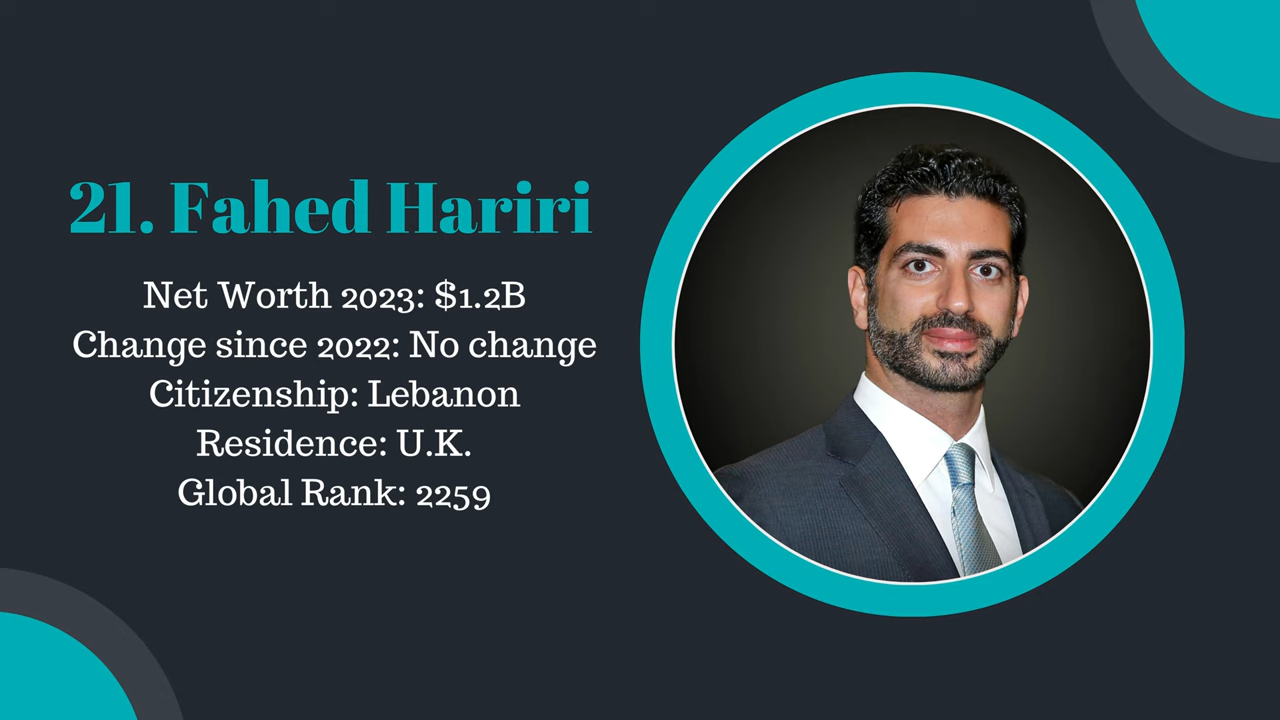 21. Fahed Hariri
Net Worth 2023: $1.2B
Change since 2022: No change
Citizenship: Lebanon
Residence: U.K.
Global Rank: 2259